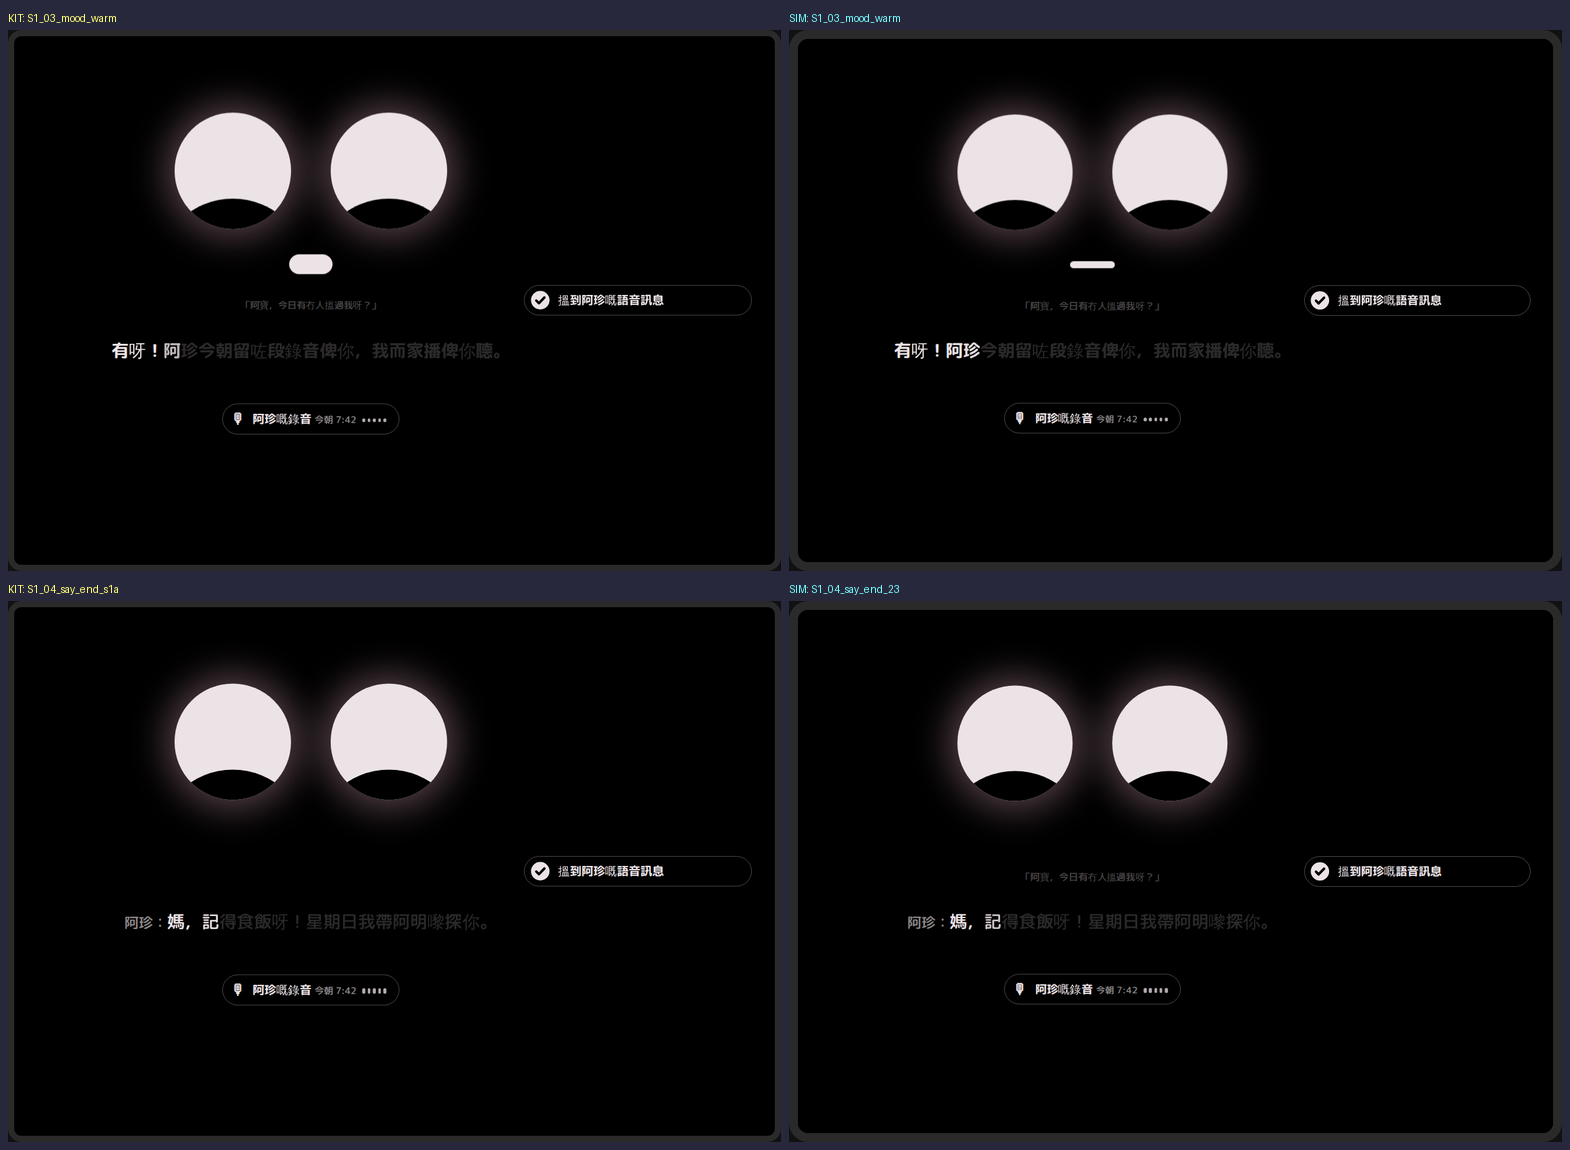 KIT: S1_03_mood_warm
「阿寶，今日有冇人搵過我呀？」
搵到阿珍嘅語音訊息
有呀！阿珍今朝留咗段錄音俾你，我而家播俾你聽。
阿珍嘅錄音 今朝 7:42
SIM: S1_03_mood_warm
「阿寶，今日有冇人搵過我呀？」
搵到阿珍嘅語音訊息
有呀！阿珍今朝留咗段錄音俾你，我而家播俾你聽。
阿珍嘅錄音 今朝 7:42
KIT: S1_04_say_end_s1a
搵到阿珍嘅語音訊息
阿珍：媽，記得食飯呀！星期日我帶阿明嚟探你。
阿珍嘅錄音 今朝 7:42
SIM: S1_04_say_end_23
「阿寶，今日有冇人搵過我呀？」
搵到阿珍嘅語音訊息
阿珍：媽，記得食飯呀！星期日我帶阿明嚟探你。
阿珍嘅錄音 今朝 7:42